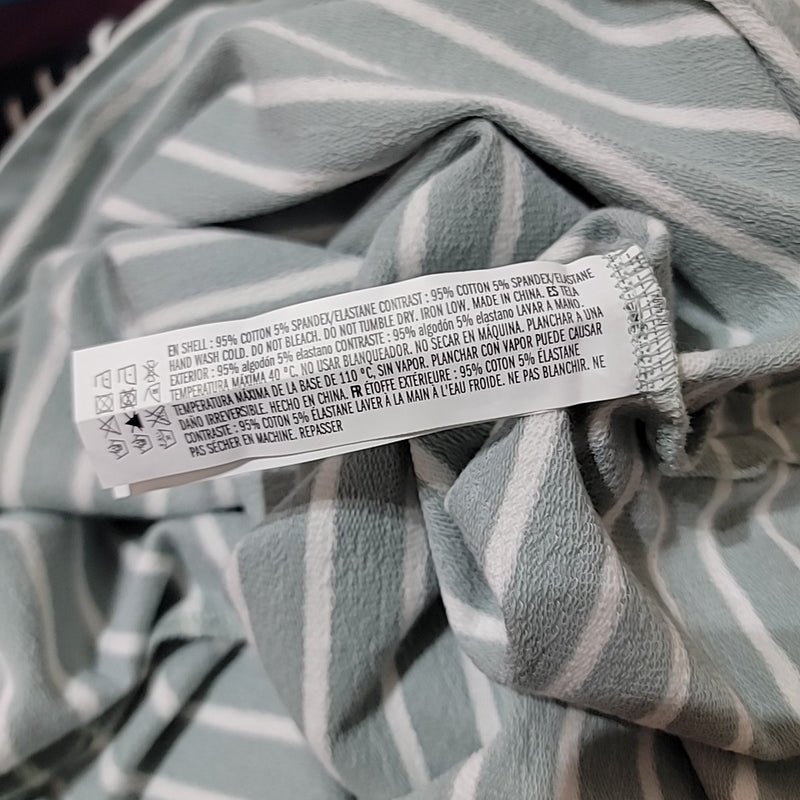 EN SHELL : 95% COTTON 5% SPANDEX/ELASTANE CONTRAST : 95% COTTON 5% SPANDEX/ELASTANE
HAND WASH COLD. DO NOT BLEACH. DO NOT TUMBLE DRY. IRON LOW. MADE IN CHINA. ES TELA
EXTERIOR : 95% algodón 5% elastano CONTRASTE : 95% algodón 5% elastano LAVAR A MANO.
TEMPERATURA MÁXIMA 40 °C. NO USAR BLANQUEADOR. NO SECAR EN MÁQUINA. PLANCHAR A UNA
TEMPERATURA MÁXIMA DE LA BASE DE 110 °C, SIN VAPOR. PLANCHAR CON VAPOR PUEDE CAUSAR
DANO IRREVERSIBLE. HECHO EN CHINA. FR ÉTOFFE EXTÉRIEURE : 95% COTON 5% ÉLASTANE
CONTRASTE : 95% COTON 5% ÉLASTANE LAVER À LA MAIN À L'EAU FROIDE. NE PAS BLANCHIR. NE
PAS SÉCHER EN MACHINE. REPASSER